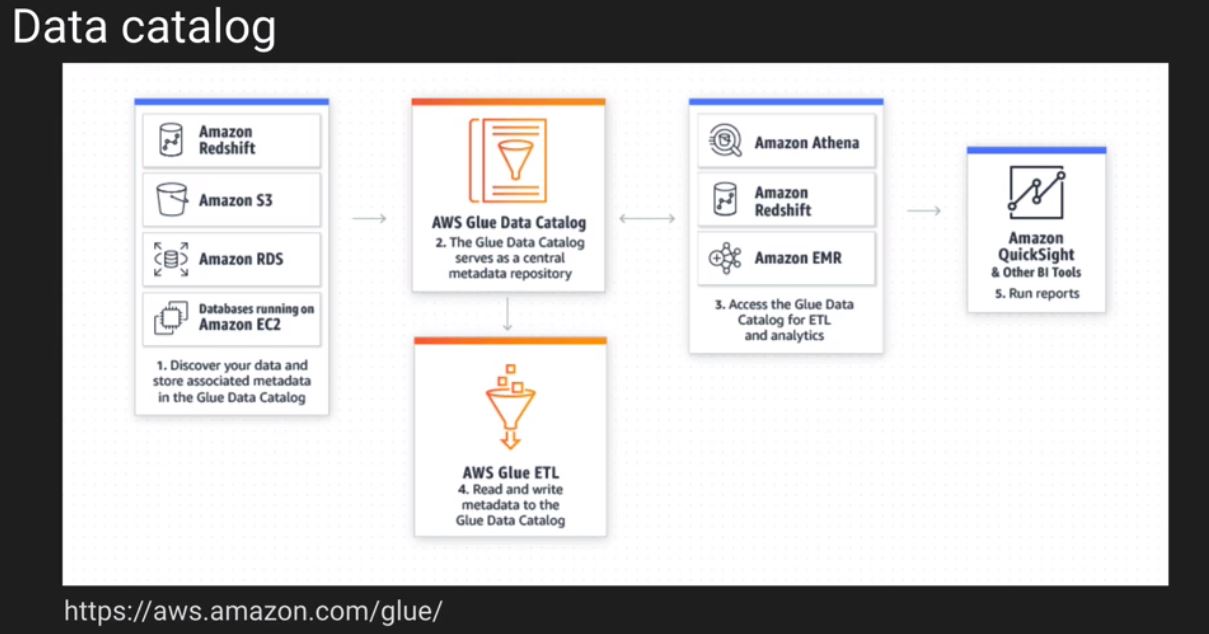 Data catalog
Amazon
Redshift
Amazon S3
Amazon RDS
Databases running on
Amazon EC2
1. Discover your data and
store associated metadata
in the Glue Data Catalog
AWS Glue Data Catalog
2. The Glue Data Catalog
serves as a central
metadata repository
AWS Glue ETL
4. Read and write
metadata to the
Glue Data Catalog
Amazon Athena
Amazon
Redshift
Amazon EMR
3. Access the Glue Data
Catalog for ETL
and analytics
Amazon
QuickSight
& Other BI Tools
5. Run reports
https://aws.amazon.com/glue/